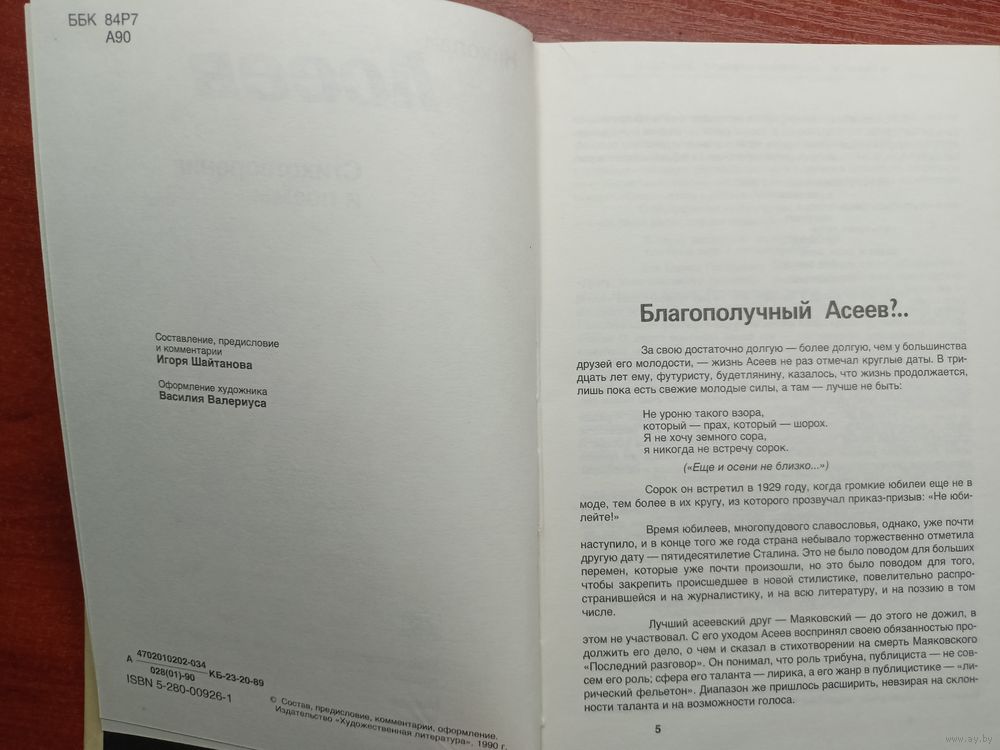 ББК 84Р7
А90
Составление, предисловие
и комментарии
Игоря Шайтанова
Оформление художника
Василия Валериуса
А 4702010202-034
028(01)-90
КБ-23-20-89
ISBN 5-280-00926-1
© Состав, предисловие, комментарии, оформление.
Издательство «Художественная литература», 1990 г.
Благополучный Асеев?..
За свою достаточно долгую — более долгую, чем у большинства
друзей его молодости, — жизнь Асеев не раз отмечал круглые даты. В три-
дцать лет ему, футуристу, будетлянину, казалось, что жизнь продолжается,
лишь пока есть свежие молодые силы, а там — лучше не быть:
Не уроню такого взора,
который — прах, который — шорох.
Я не хочу земного сора,
я никогда не встречу сорок.
(«Еще и осени не близко...»)
Сорок он встретил в 1929 году, когда громкие юбилеи еще не в
моде, тем более в их кругу, из которого прозвучал приказ-призыв: «Не юби-
лейте!»
Время юбилеев, многопудового славословья, однако, уже почти
наступило, и в конце того же года страна небывало торжественно отметила
другую дату — пятидесятилетие Сталина. Это не было поводом для больших
перемен, которые уже почти произошли, но это было поводом для того,
чтобы закрепить происшедшее в новой стилистике, повелительно распро-
странившейся и на журналистику, и на всю литературу, и на поэзию в том
числе.
Лучший асеевский друг — Маяковский — до этого не дожил, в
этом не участвовал. С его уходом Асеев воспринял своею обязанностью про-
должить его дело, о чем и сказал в стихотворении на смерть Маяковского
«Последний разговор». Он понимал, что роль трибуна, публициста — не сов-
сем его роль; сфера его таланта — лирика, а его жанр в публицистике — «ли-
рический фельетон». Диапазон же пришлось расширить, невзирая на склон-
ности таланта и на возможности голоса.
5
www.ay.by